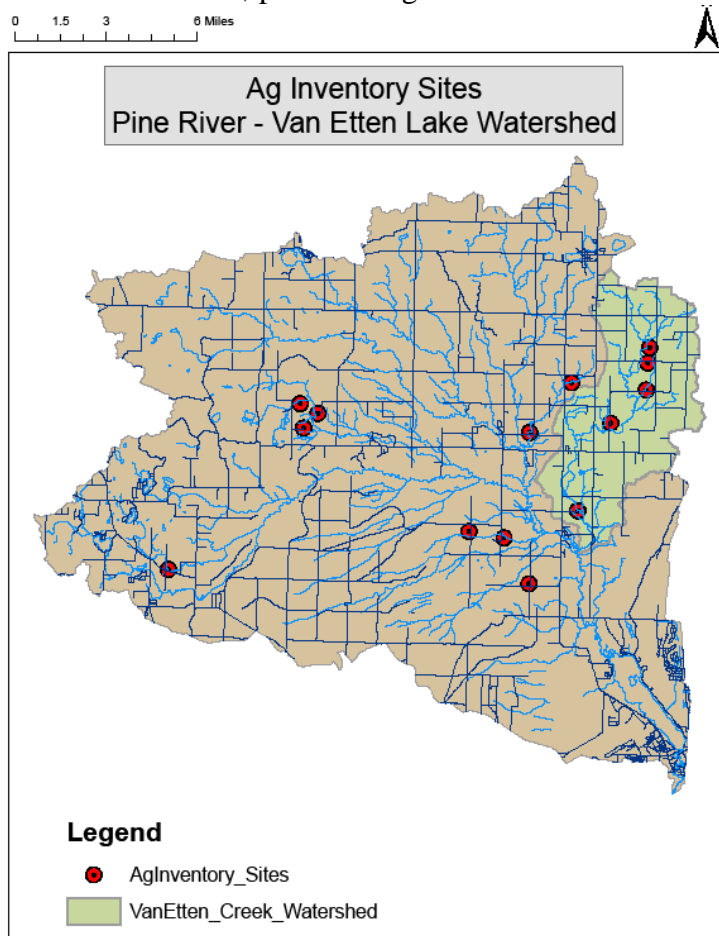 0 1.5 3 6 Miles
Ag Inventory Sites
Pine River - Van Etten Lake Watershed
Legend
AgInventory_Sites
VanEtten_Creek_Watershed